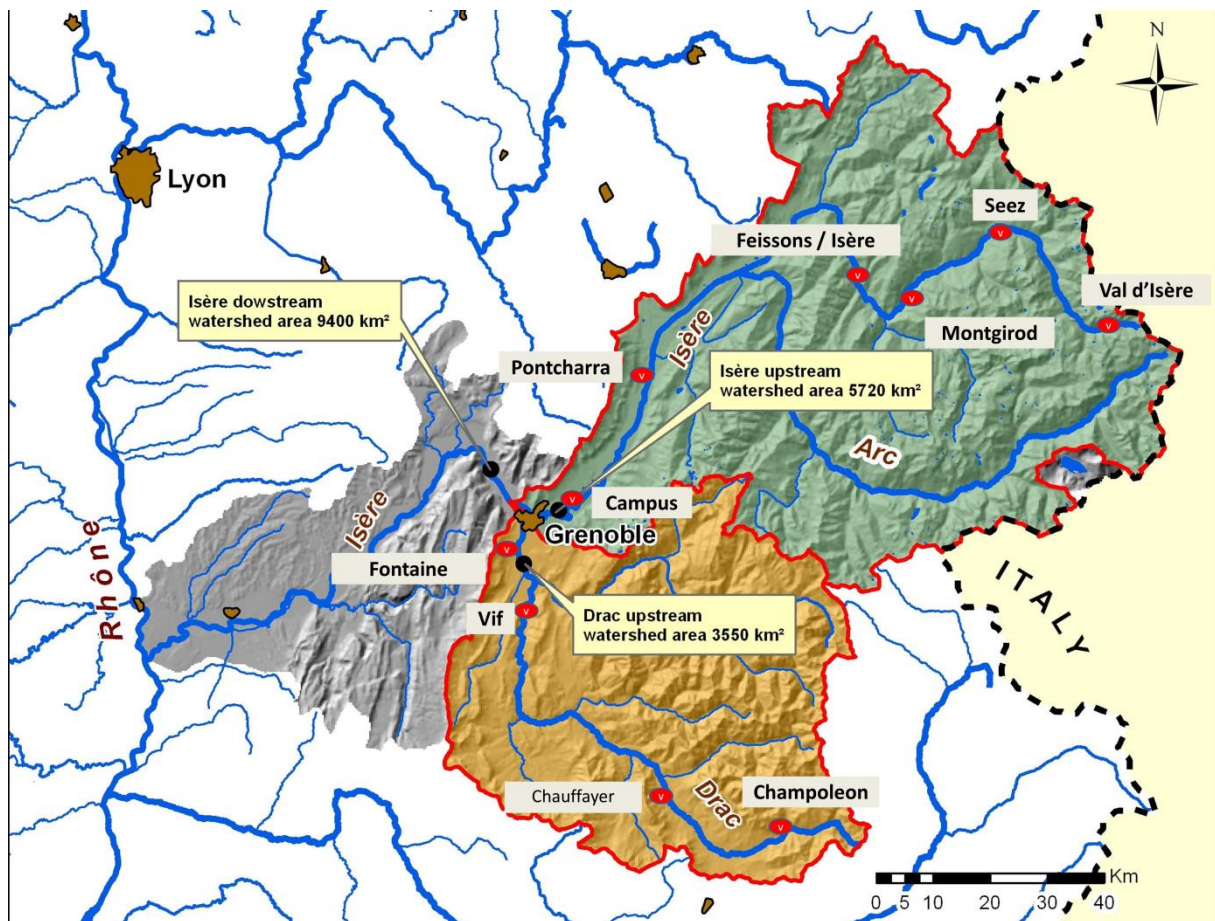 N
Lyon
Seez
Feissons / Isère
Val d'Isère
Isère dowstream
watershed area 9400 km²
Montgirod
Isère
Pontcharra
Isère upstream
watershed area 5720 km²
Arc
Isère
Campus
Grenoble
Rhône
Fontaine
ITALY
Vif
Drac upstream
watershed area 3550 km²
Chauffayer
Drac
Champoleon
Km
0 5 10 20 30 40
v
v
v
v
v
v
v
v
v
v
v